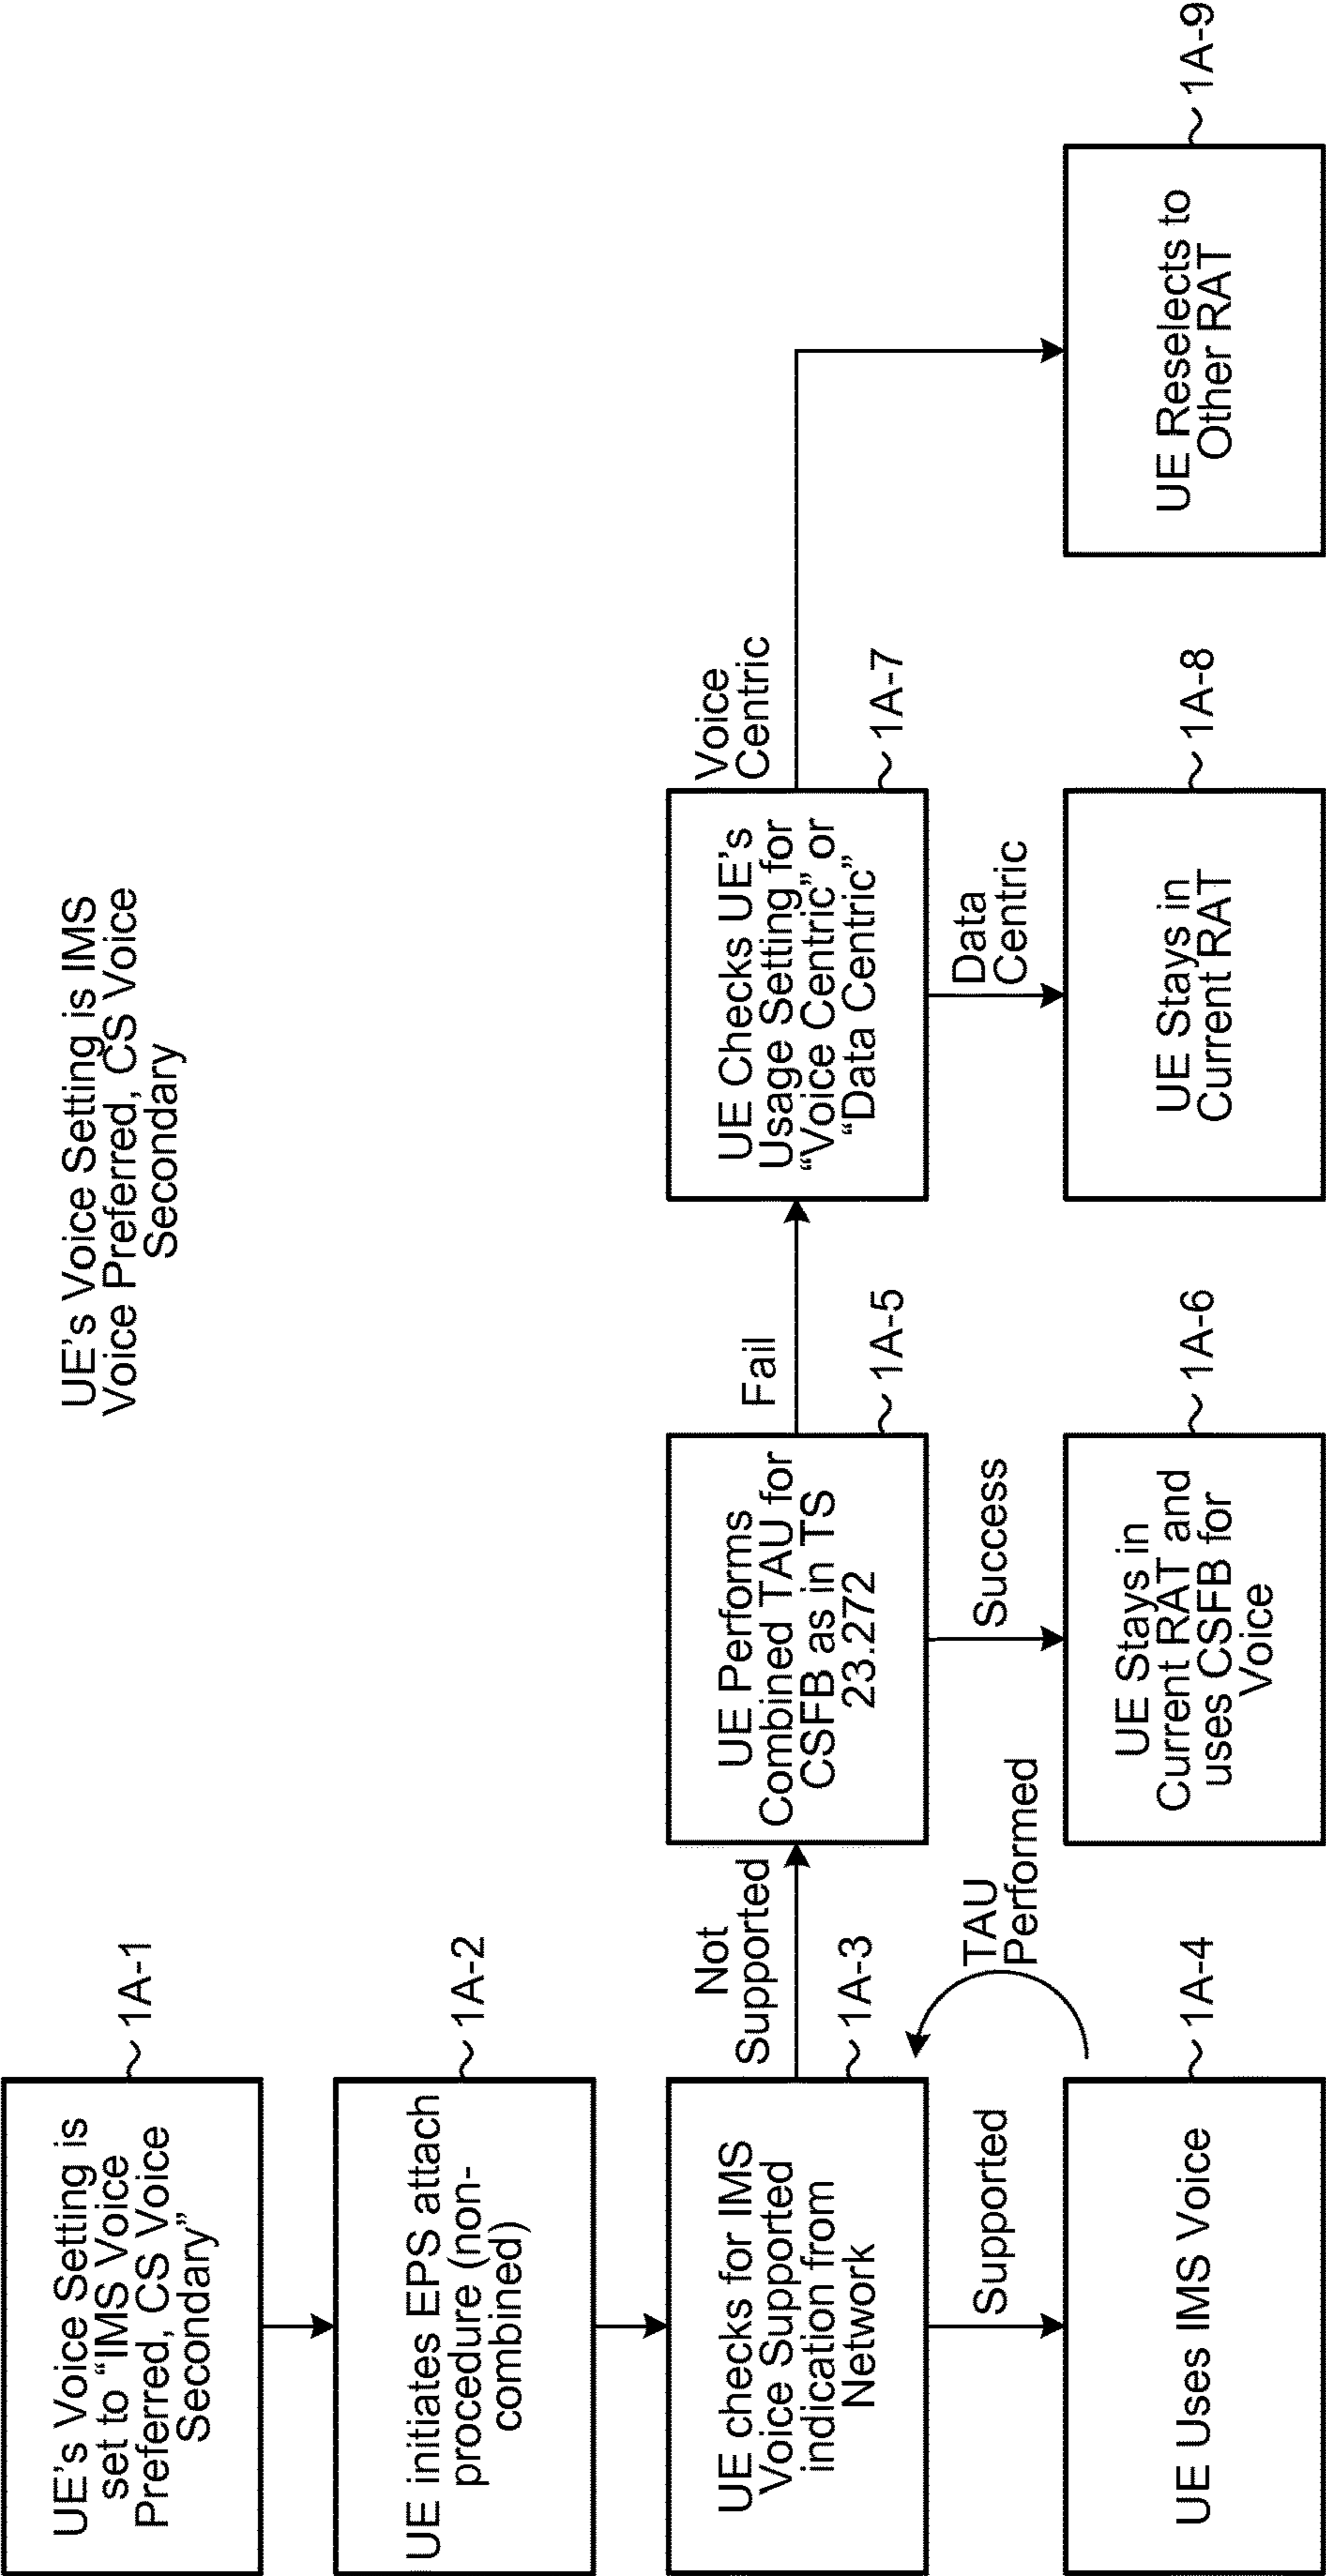 UE's Voice Setting is IMS
Voice Preferred, CS Voice
Secondary
UE's Voice Setting is
set to “IMS Voice
Preferred, CS Voice
Secondary”
1A-1
UE initiates EPS attach
procedure (non-
combined)
1A-2
UE checks for IMS
Voice Supported
indication from
Network
1A-3
Not
Supported
UE Performs
Combined TAU for
CSFB as in TS
23.272
1A-5
Fail
UE Checks UE's
Usage Setting for
“Voice Centric” or
“Data Centric”
1A-7
Voice
Centric
Supported
TAU
Performed
Success
Data
Centric
UE Uses IMS Voice
1A-4
UE Stays in
Current RAT and
uses CSFB for
Voice
1A-6
UE Stays in
Current RAT
1A-8
UE Reselects to
Other RAT
1A-9